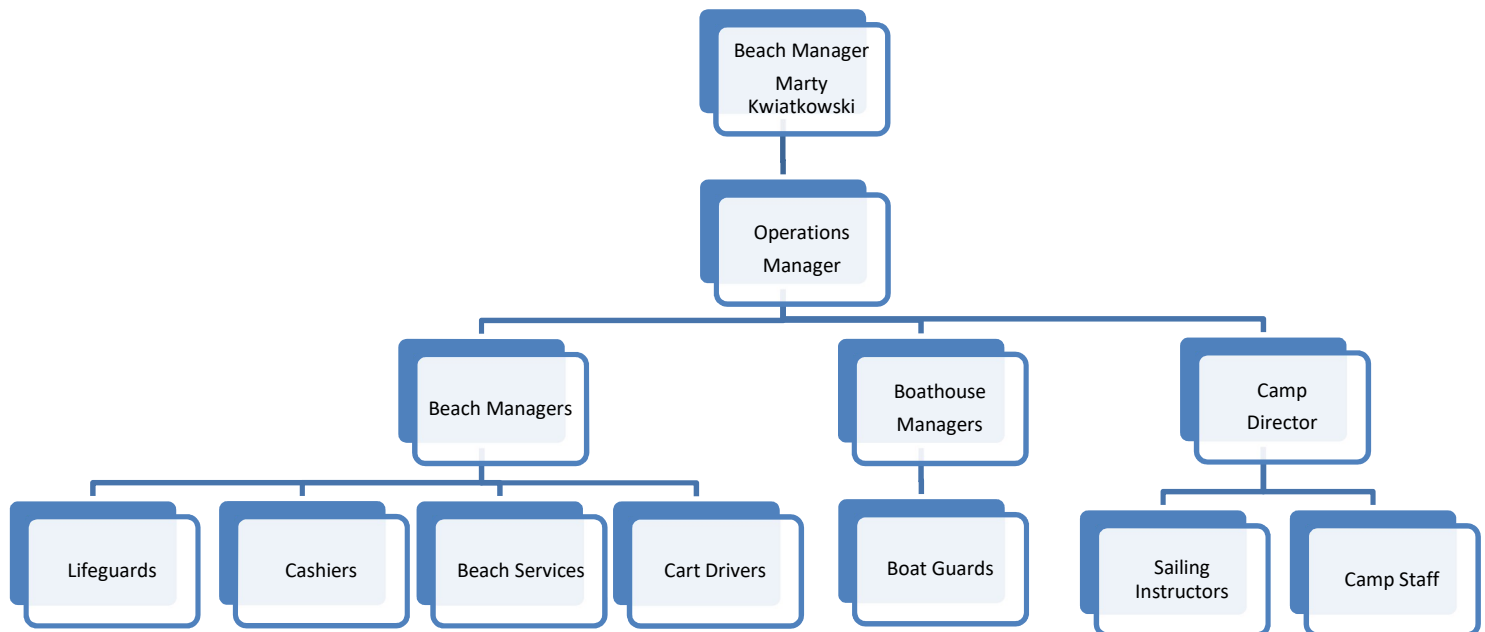 Beach Manager
Marty
Kwiatkowski
Operations
Manager
Beach Managers
Boathouse
Managers
Camp
Director
Lifeguards
Cashiers
Beach Services
Cart Drivers
Boat Guards
Sailing
Instructors
Camp Staff